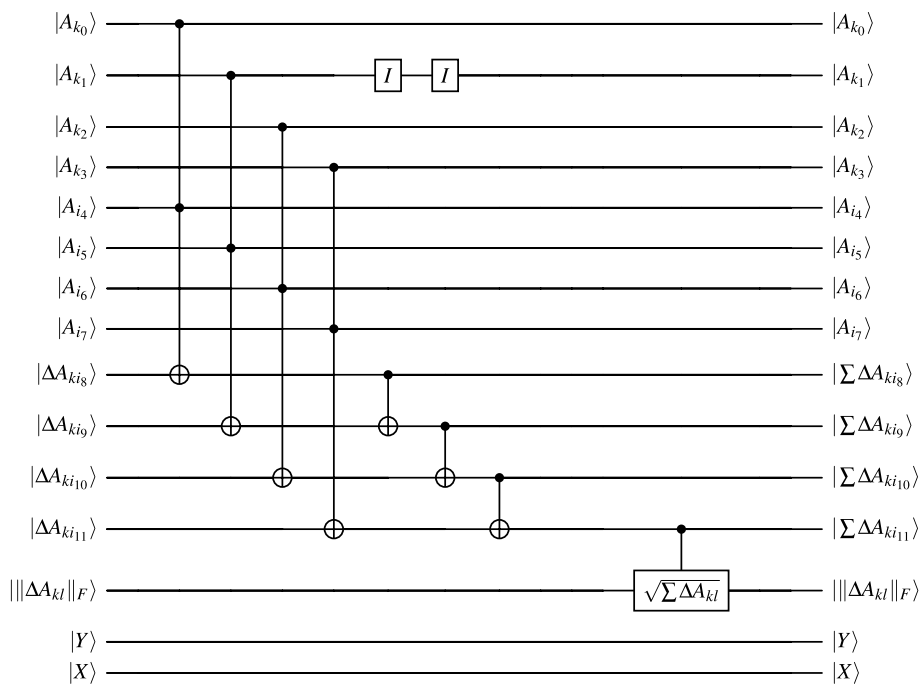 |A_{k_0}⟩ |A_{k_0}⟩
|A_{k_1}⟩ I I |A_{k_1}⟩
|A_{k_2}⟩ |A_{k_2}⟩
|A_{k_3}⟩ |A_{k_3}⟩
|A_{i_4}⟩ |A_{i_4}⟩
|A_{i_5}⟩ |A_{i_5}⟩
|A_{i_6}⟩ |A_{i_6}⟩
|A_{i_7}⟩ |A_{i_7}⟩
|ΔA_{ki_8}⟩ |∑ΔA_{ki_8}⟩
|ΔA_{ki_9}⟩ |∑ΔA_{ki_9}⟩
|ΔA_{ki_{10}}⟩ |∑ΔA_{ki_{10}}⟩
|ΔA_{ki_{11}}⟩ |∑ΔA_{ki_{11}}⟩
|‖ΔA_{kl}‖_F⟩ √(∑ΔA_{kl}) |‖ΔA_{kl}‖_F⟩
|Y⟩ |Y⟩
|X⟩ |X⟩